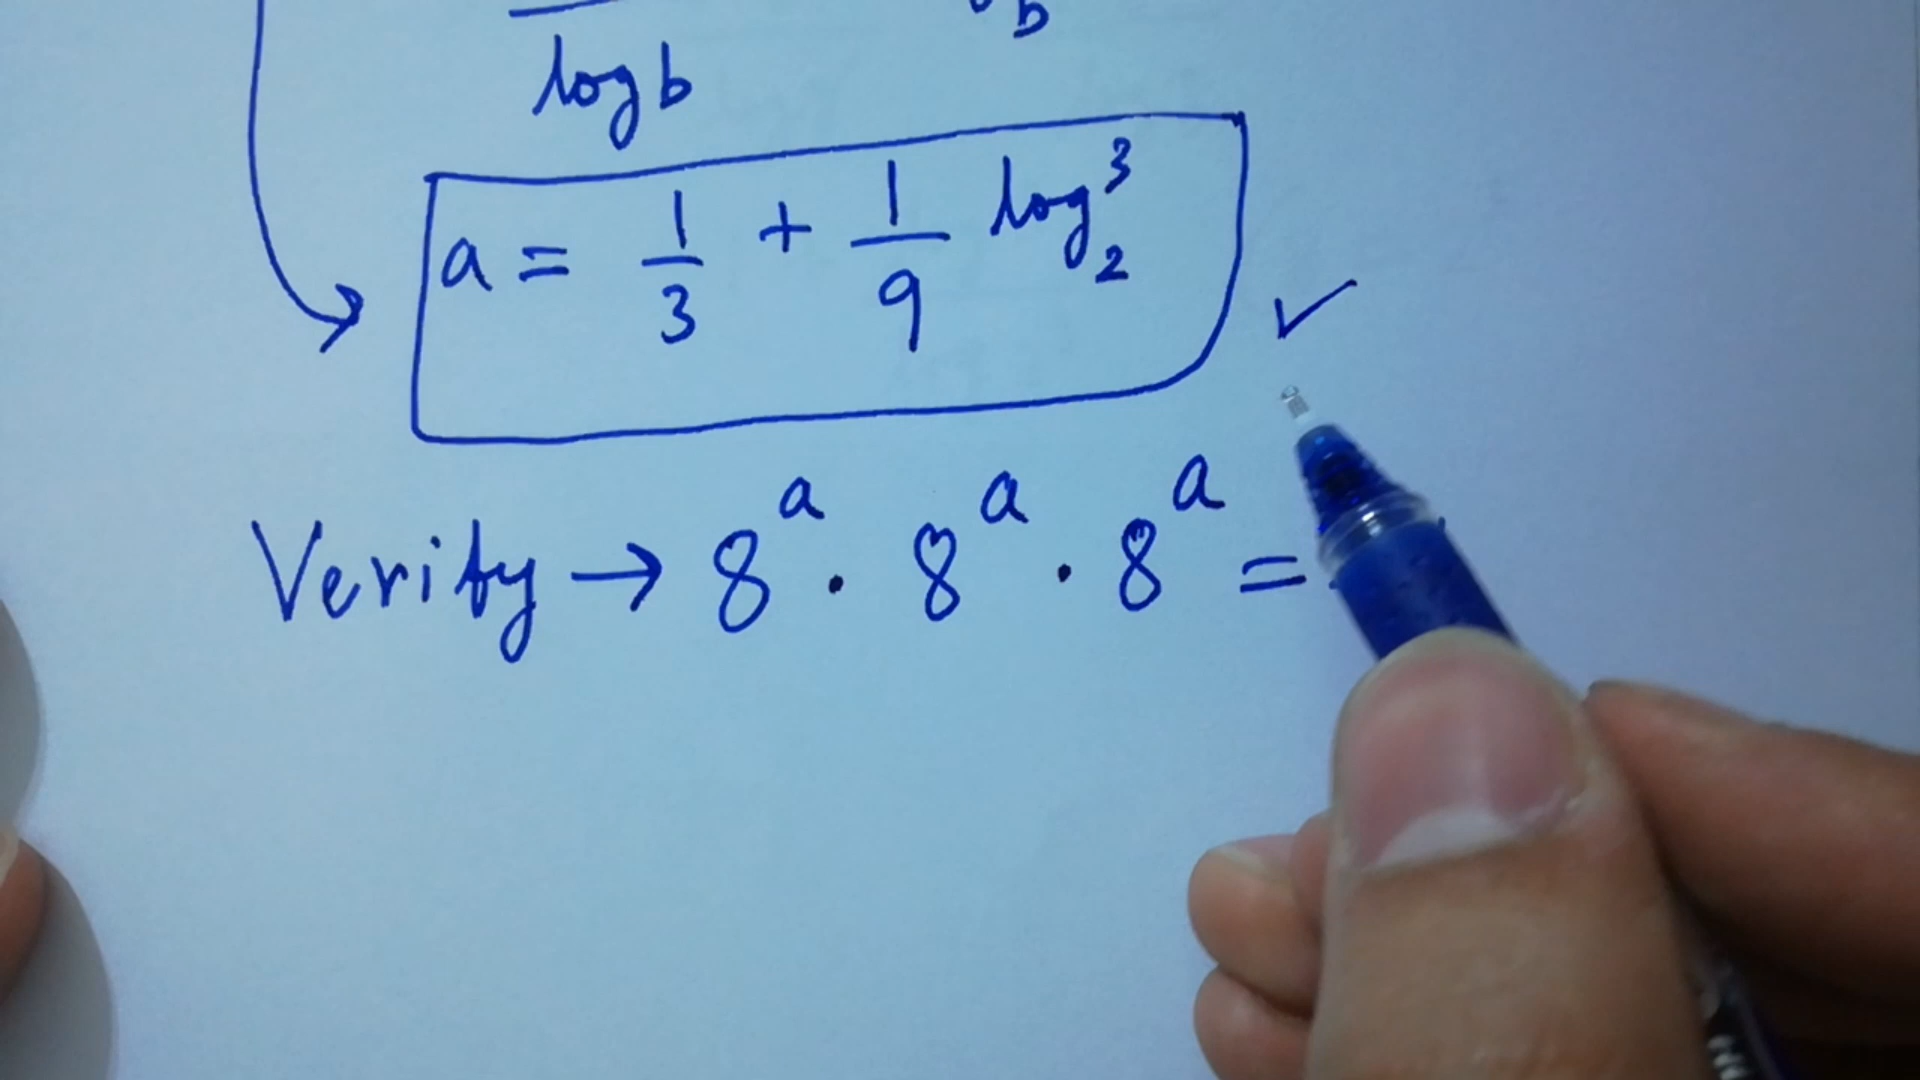 b
log b
a = 1/3 + 1/9 log₂³ ✓
Verify → 8ᵃ · 8ᵃ · 8ᵃ =